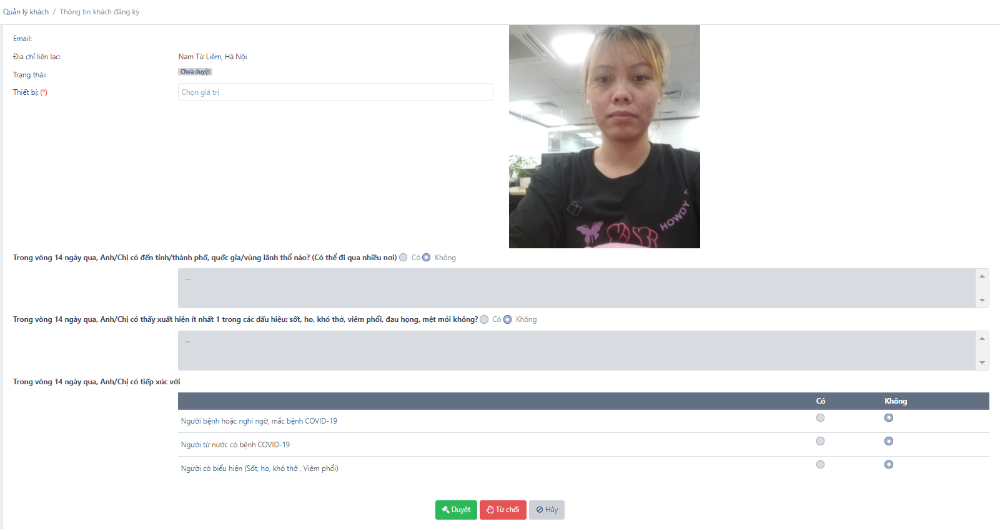 Quản lý khách / Thông tin khách đăng ký
Email:
Địa chỉ liên lạc: Nam Từ Liêm, Hà Nội
Trạng thái: Chưa duyệt
Thiết bị: (*) Chọn giá trị
HOWDY
Trong vòng 14 ngày qua, Anh/Chị có đến tỉnh/thành phố, quốc gia/vùng lãnh thổ nào? (Có thể đi qua nhiều nơi) Có Không
...
Trong vòng 14 ngày qua, Anh/Chị có thấy xuất hiện ít nhất 1 trong các dấu hiệu: sốt, ho, khó thở, viêm phổi, đau họng, mệt mỏi không? Có Không
...
Trong vòng 14 ngày qua, Anh/Chị có tiếp xúc với
Có Không
Người bệnh hoặc nghi ngờ, mắc bệnh COVID-19
Người từ nước có bệnh COVID-19
Người có biểu hiện (Sốt, ho, khó thở , Viêm phổi)
Duyệt Từ chối Hủy